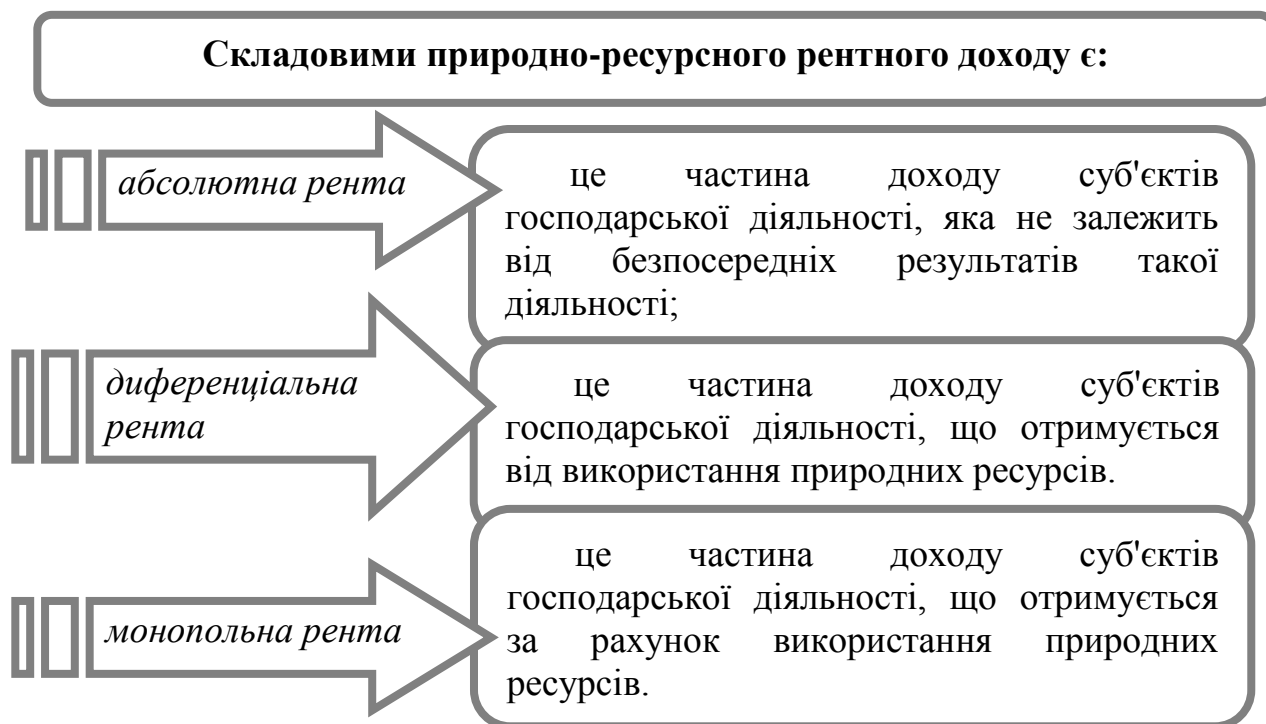 Складовими природно-ресурсного рентного доходу є:
абсолютна рента
це частина доходу суб'єктів
господарської діяльності, яка не залежить
від безпосередніх результатів такої
діяльності;
диференціальна
рента
це частина доходу суб'єктів
господарської діяльності, що отримується
від використання природних ресурсів.
монопольна рента
це частина доходу суб'єктів
господарської діяльності, що отримується
за рахунок використання природних
ресурсів.